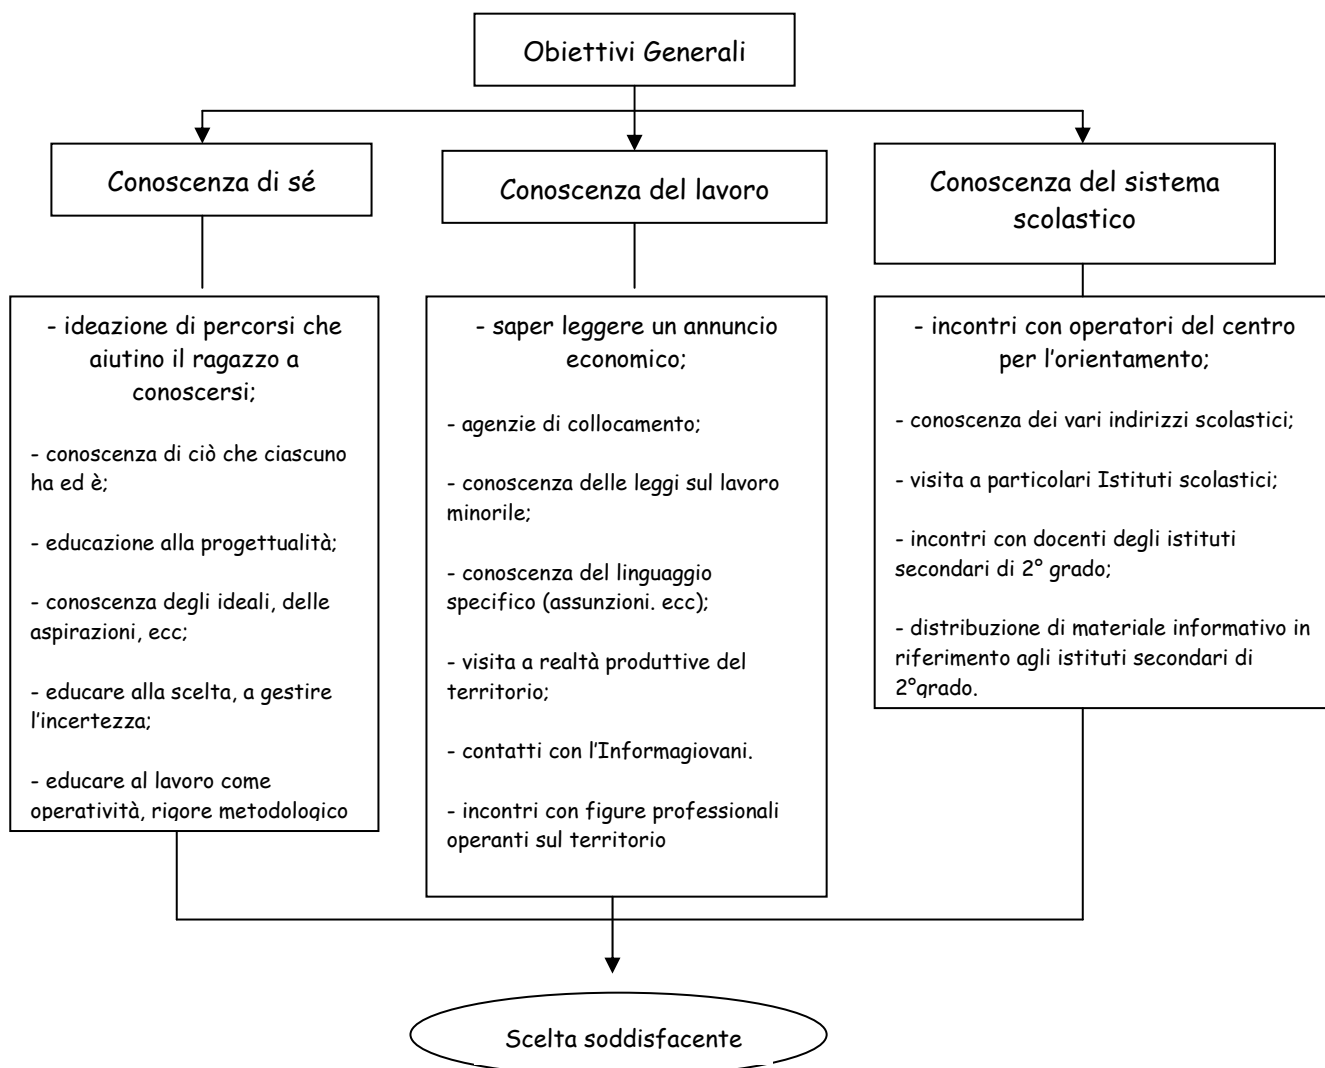 Obiettivi Generali
Conoscenza di sé
Conoscenza del lavoro
Conoscenza del sistema
scolastico
- ideazione di percorsi che
aiutino il ragazzo a
conoscersi;
- conoscenza di ciò che ciascuno
ha ed è;
- educazione alla progettualità;
- conoscenza degli ideali, delle
aspirazioni, ecc;
- educare alla scelta, a gestire
l'incertezza;
- educare al lavoro come
operatività, rigore metodologico
- saper leggere un annuncio
economico;
- agenzie di collocamento;
- conoscenza delle leggi sul lavoro
minorile;
- conoscenza del linguaggio
specifico (assunzioni. ecc);
- visita a realtà produttive del
territorio;
- contatti con l'Informagiovani.
- incontri con figure professionali
operanti sul territorio
- incontri con operatori del centro
per l'orientamento;
- conoscenza dei vari indirizzi scolastici;
- visita a particolari Istituti scolastici;
- incontri con docenti degli istituti
secondari di 2° grado;
- distribuzione di materiale informativo in
riferimento agli istituti secondari di
2°grado.
Scelta soddisfacente